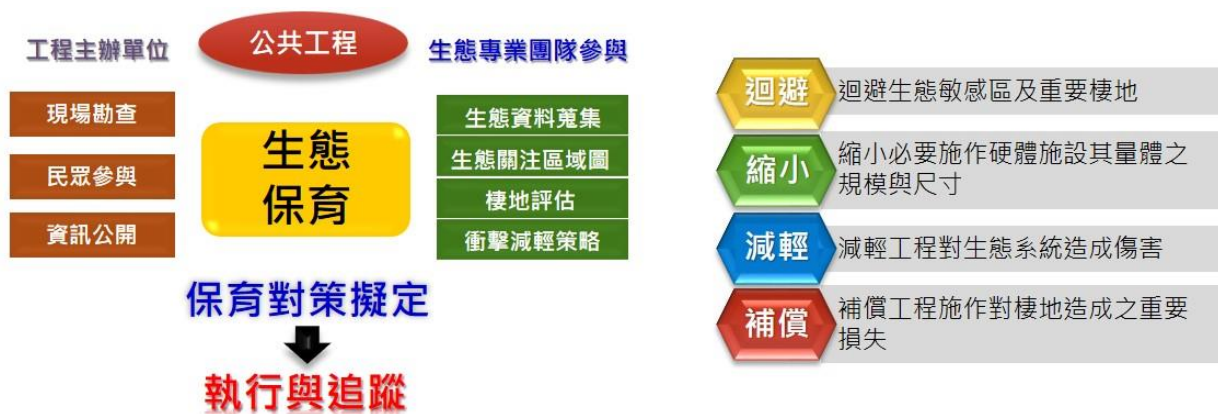 工程主辦單位
公共工程
生態專業團隊參與
現場勘查
民眾參與
資訊公開
生態
保育
生態資料蒐集
生態關注區域圖
棲地評估
衝擊減輕策略
保育對策擬定
執行與追蹤
迴避
迴避生態敏感區及重要棲地
縮小
縮小必要施作硬體施設其量體之
規模與尺寸
減輕
減輕工程對生態系統造成傷害
補償
補償工程施作對棲地造成之重要
損失